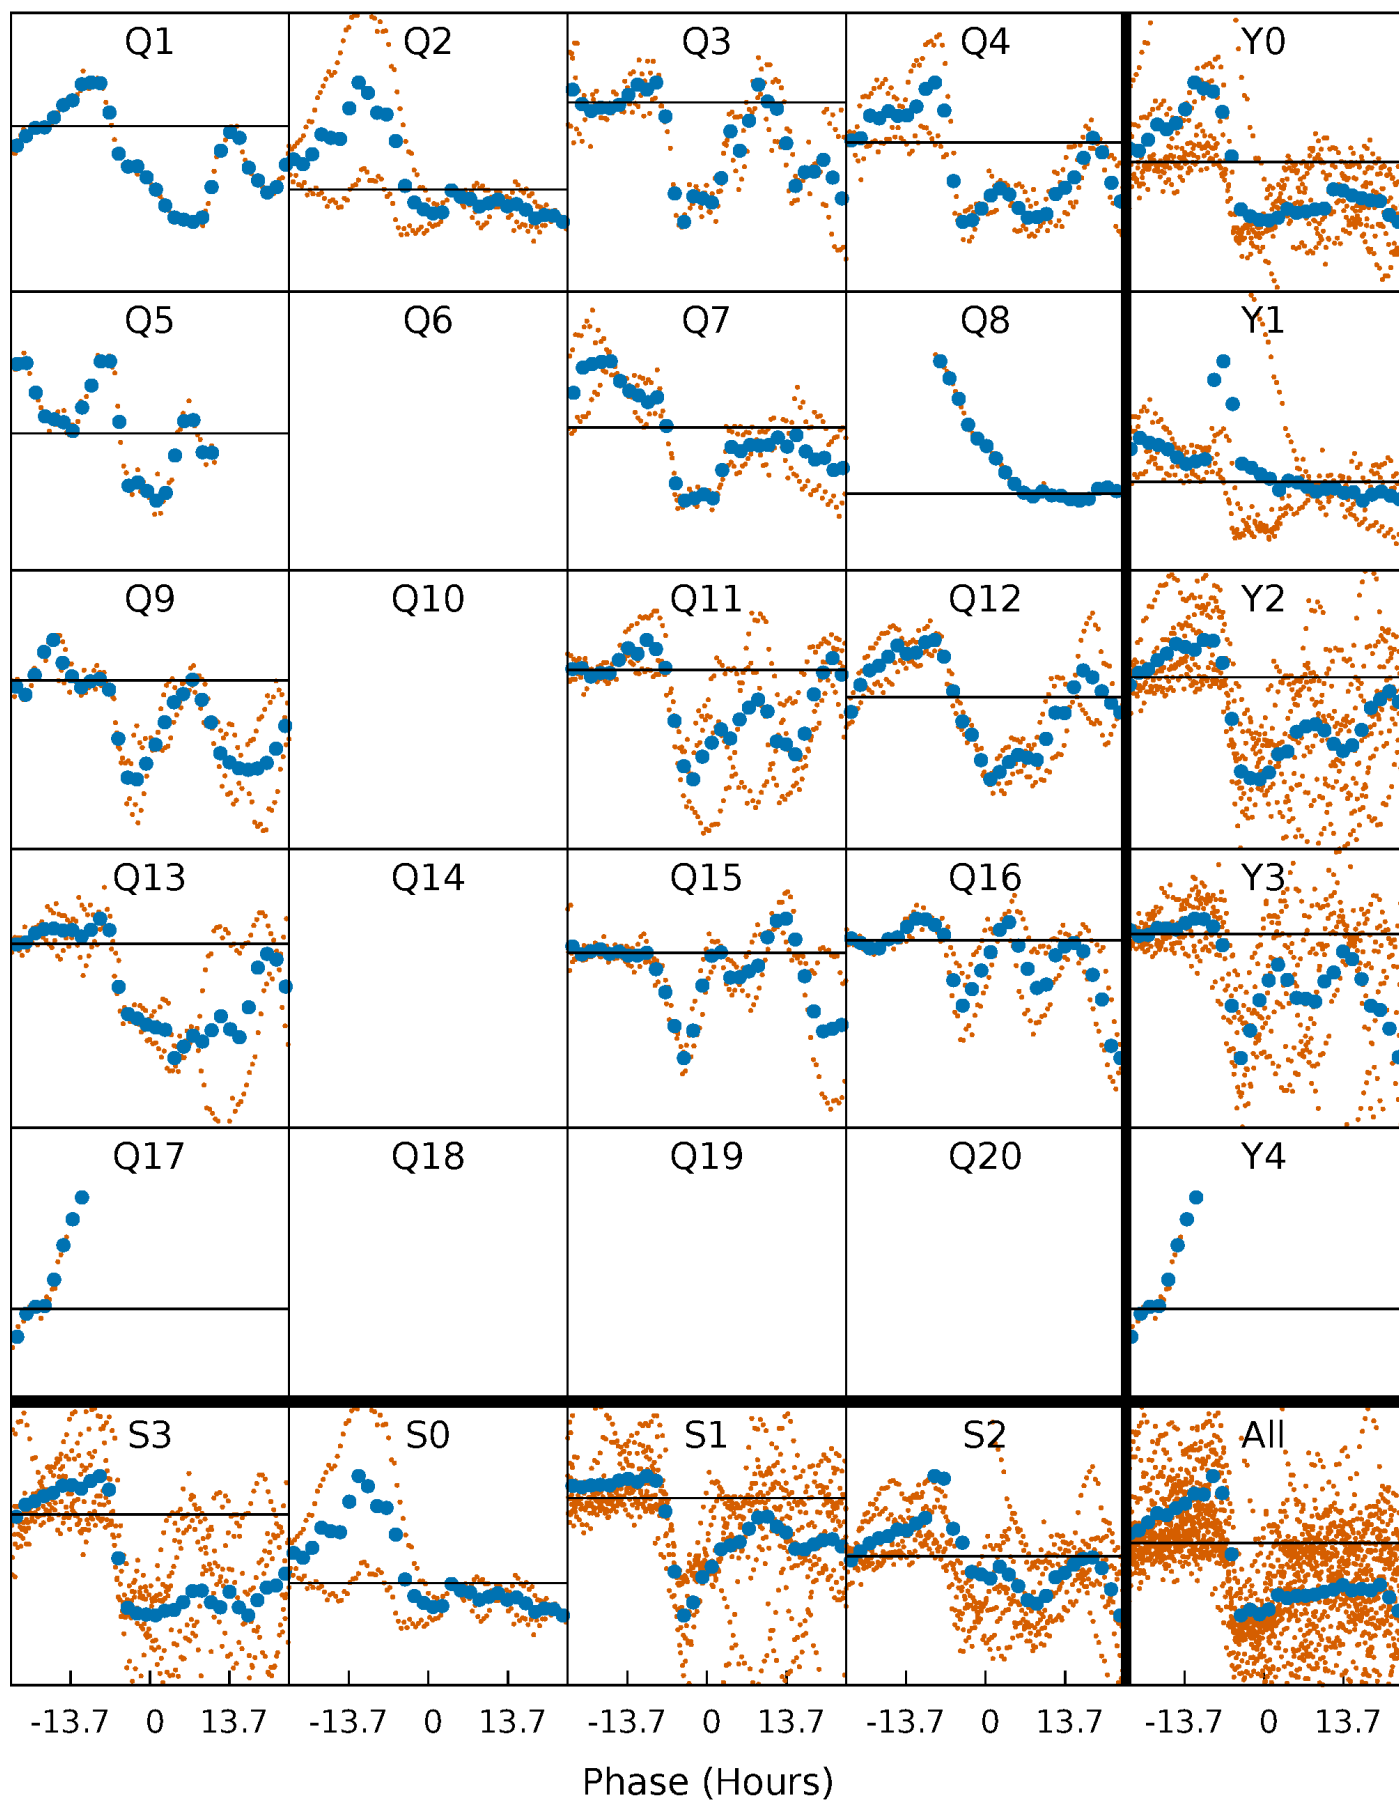 Q1 Q2 Q3 Q4 Y0
Q5 Q6 Q7 Q8 Y1
Q9 Q10 Q11 Q12 Y2
Q13 Q14 Q15 Q16 Y3
Q17 Q18 Q19 Q20 Y4
S3 S0 S1 S2 All
-13.7 0 13.7 -13.7 0 13.7 -13.7 0 13.7 -13.7 0 13.7 -13.7 0 13.7
Phase (Hours)